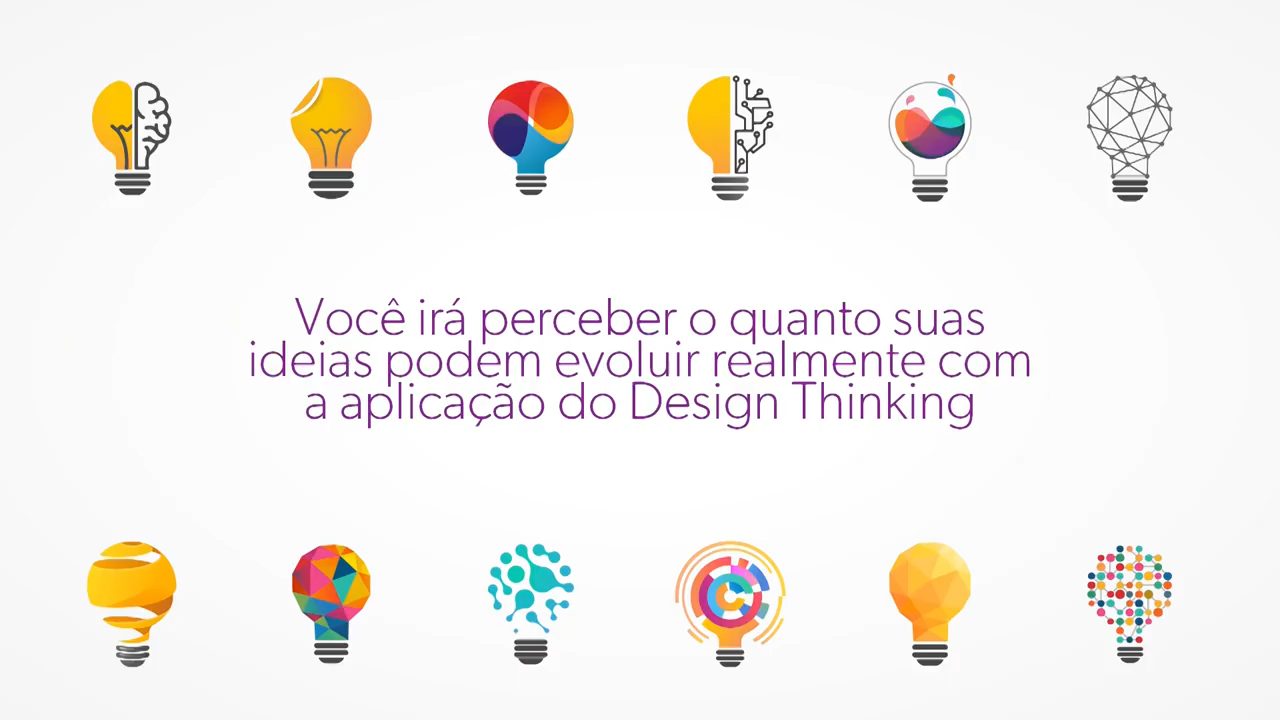 Você irá perceber o quanto suas
ideias podem evoluir realmente com
a aplicação do Design Thinking